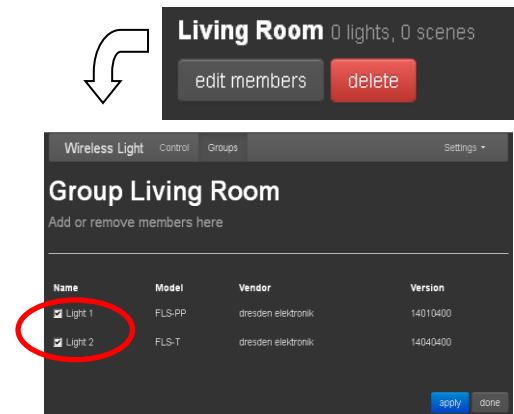 Living Room 0 lights, 0 scenes
edit members delete
Wireless Light Control Groups Settings
Group Living Room
Add or remove members here
Name Model Vendor Version
Light 1 FLS-PP dresden elektronik 14010400
Light 2 FLS-T dresden elektronik 14040400
apply done